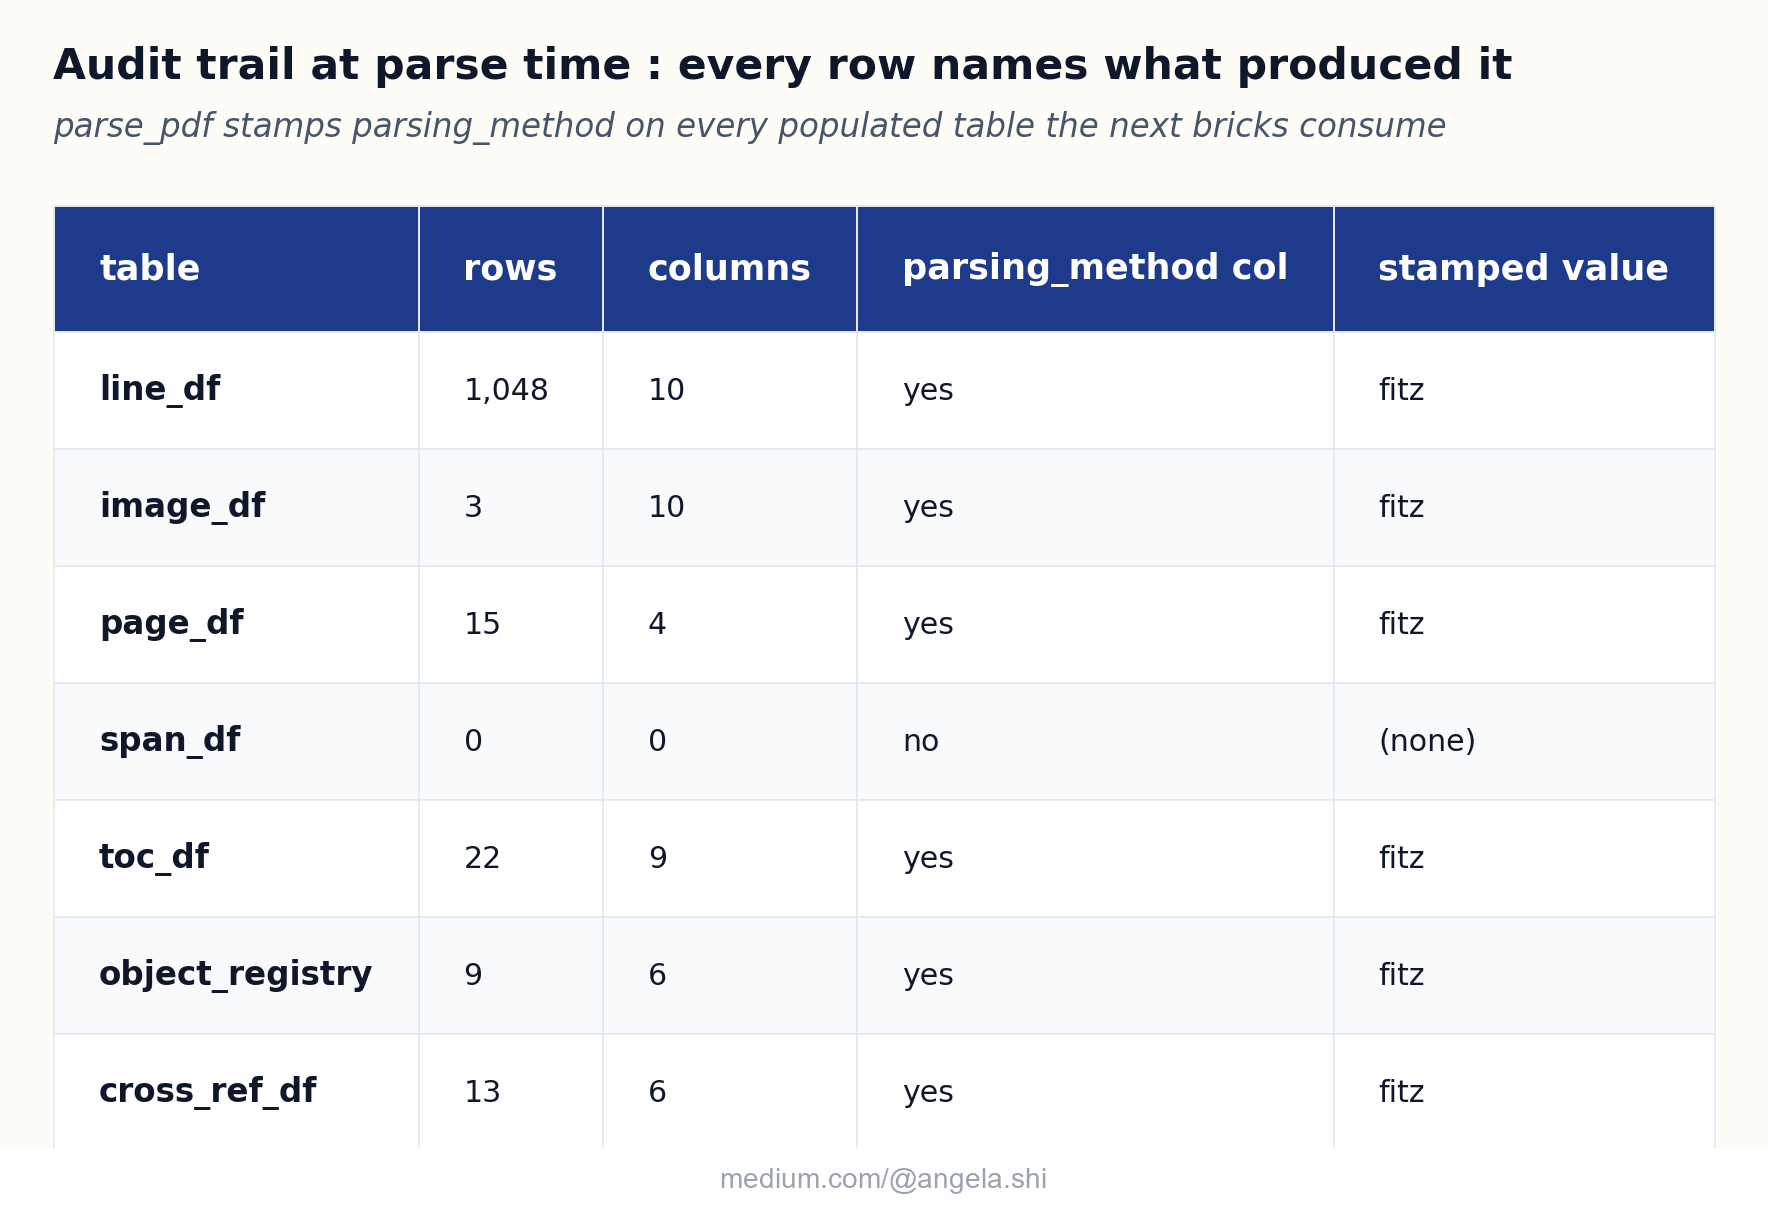 Audit trail at parse time : every row names what produced it
parse_pdf stamps parsing_method on every populated table the next bricks consume
table rows columns parsing_method col stamped value
line_df 1,048 10 yes fitz
image_df 3 10 yes fitz
page_df 15 4 yes fitz
span_df 0 0 no (none)
toc_df 22 9 yes fitz
object_registry 9 6 yes fitz
cross_ref_df 13 6 yes fitz
medium.com/@angela.shi